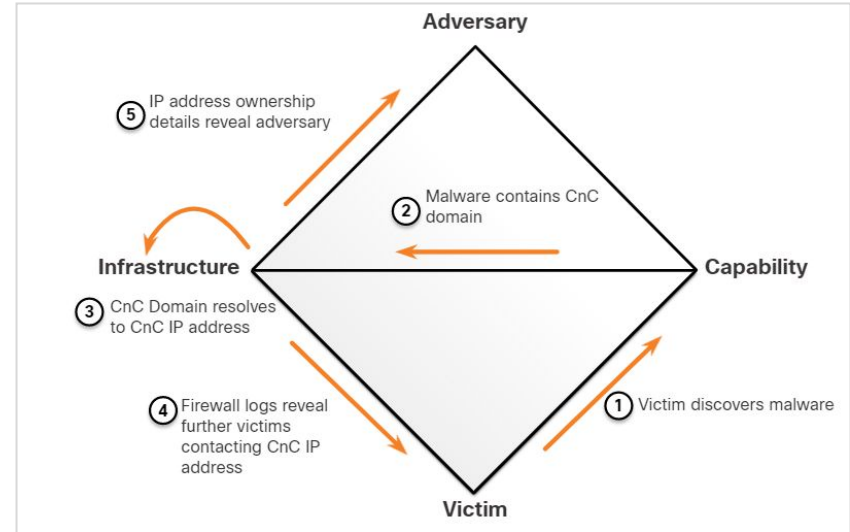 Adversary
5 IP address ownership
details reveal adversary
2 Malware contains CnC
domain
Infrastructure
Capability
3 CnC Domain resolves
to CnC IP address
4 Firewall logs reveal
further victims
contacting CnC IP
address
1 Victim discovers malware
Victim